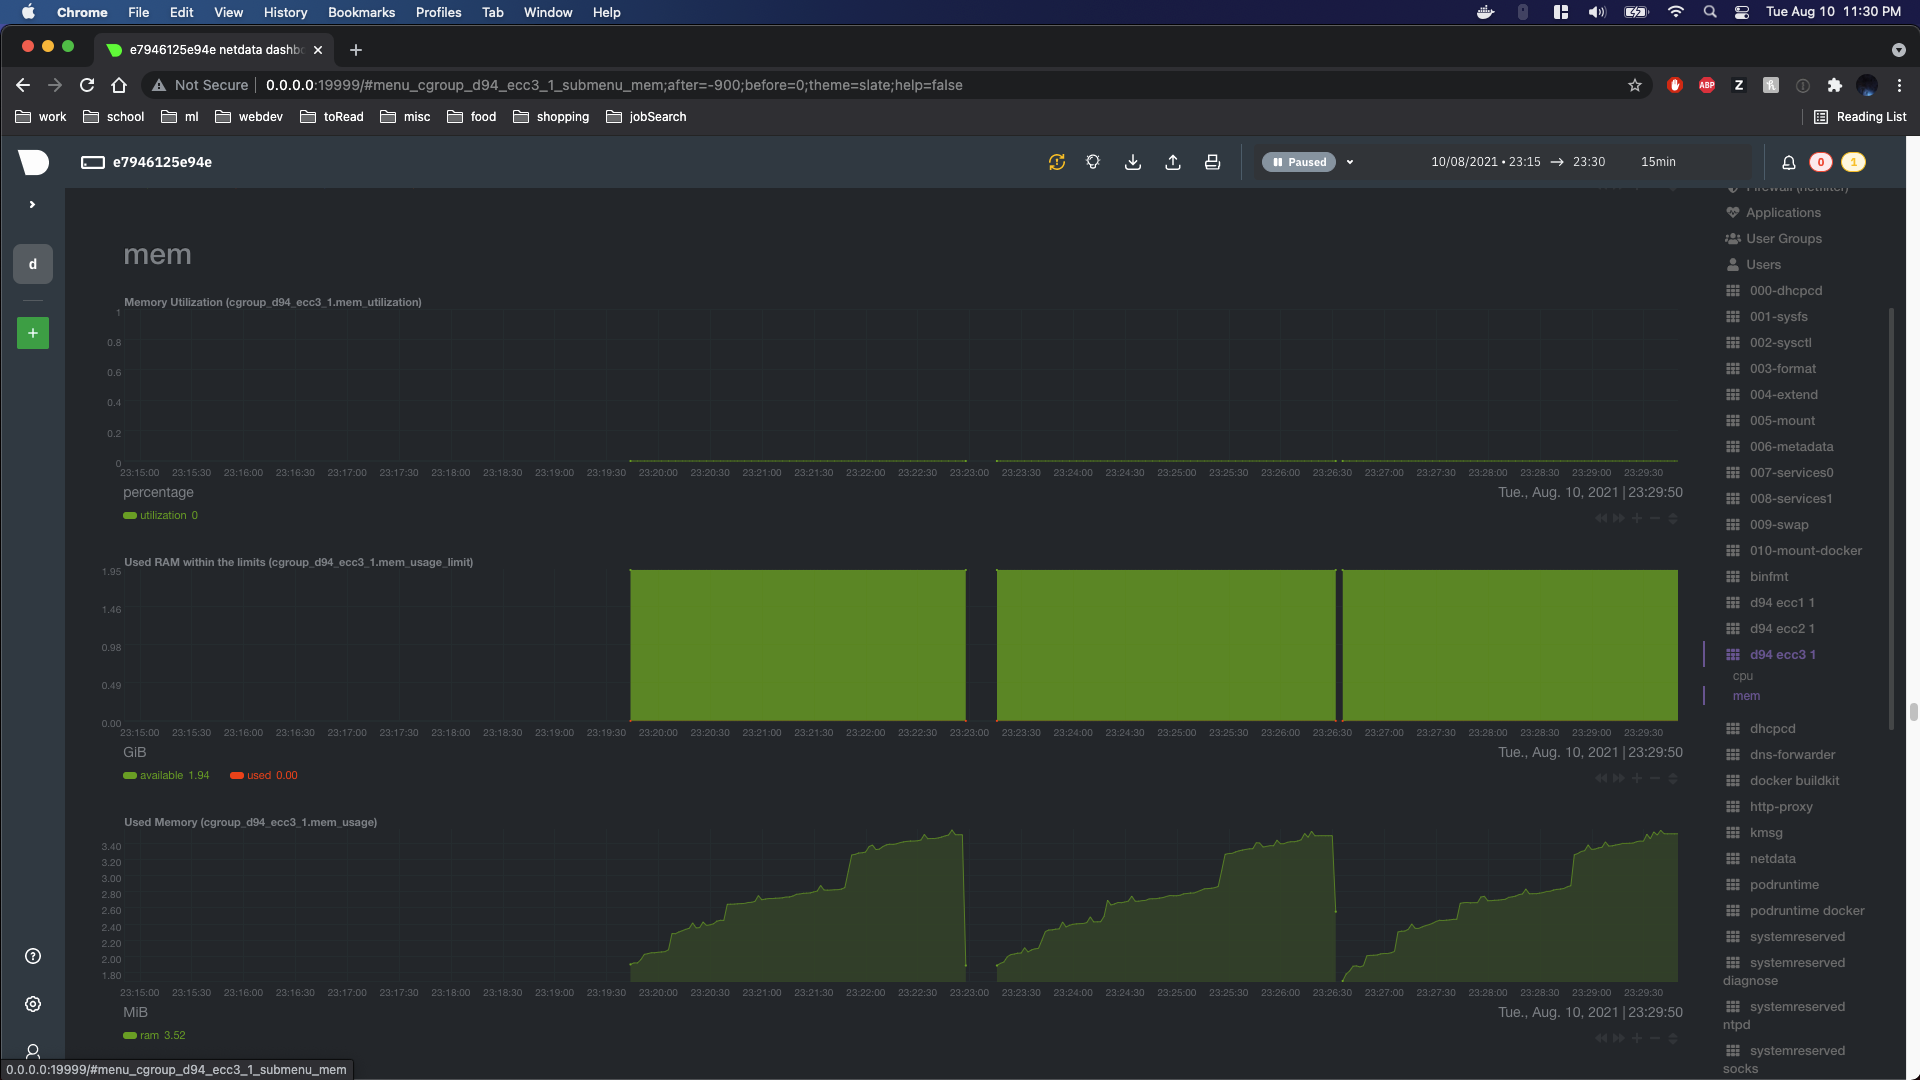 Chrome File Edit View History Bookmarks Profiles Tab Window Help Tue Aug 10 11:30 PM
e7946125e94e netdata dashb
Not Secure 0.0.0.0:19999/#menu_cgroup_d94_ecc3_1_submenu_mem;after=-900;before=0;theme=slate;help=false
ABP Z
work school ml webdev toRead misc food shopping jobSearch Reading List
e7946125e94e Paused 10/08/2021 • 23:15 → 23:30 15min 0 1
d
+
mem
Memory Utilization (cgroup_d94_ecc3_1.mem_utilization)
1
0.8
0.6
0.4
0.2
0
23:15:00 23:15:30 23:16:00 23:16:30 23:17:00 23:17:30 23:18:00 23:18:30 23:19:00 23:19:30 23:20:00 23:20:30 23:21:00 23:21:30 23:22:00 23:22:30 23:23:00 23:23:30 23:24:00 23:24:30 23:25:00 23:25:30 23:26:00 23:26:30 23:27:00 23:27:30 23:28:00 23:28:30 23:29:00 23:29:30
percentage Tue., Aug. 10, 2021 | 23:29:50
utilization 0
Used RAM within the limits (cgroup_d94_ecc3_1.mem_usage_limit)
1.95
1.46
0.98
0.49
0.00
23:15:00 23:15:30 23:16:00 23:16:30 23:17:00 23:17:30 23:18:00 23:18:30 23:19:00 23:19:30 23:20:00 23:20:30 23:21:00 23:21:30 23:22:00 23:22:30 23:23:00 23:23:30 23:24:00 23:24:30 23:25:00 23:25:30 23:26:00 23:26:30 23:27:00 23:27:30 23:28:00 23:28:30 23:29:00 23:29:30
GiB Tue., Aug. 10, 2021 | 23:29:50
available 1.94 used 0.00
Used Memory (cgroup_d94_ecc3_1.mem_usage)
3.40
3.20
3.00
2.80
2.60
2.40
2.20
2.00
1.80
23:15:00 23:15:30 23:16:00 23:16:30 23:17:00 23:17:30 23:18:00 23:18:30 23:19:00 23:19:30 23:20:00 23:20:30 23:21:00 23:21:30 23:22:00 23:22:30 23:23:00 23:23:30 23:24:00 23:24:30 23:25:00 23:25:30 23:26:00 23:26:30 23:27:00 23:27:30 23:28:00 23:28:30 23:29:00 23:29:30
MiB Tue., Aug. 10, 2021 | 23:29:50
ram 3.52
Firewall (netfilter)
Applications
User Groups
Users
000-dhcpcd
001-sysfs
002-sysctl
003-format
004-extend
005-mount
006-metadata
007-services0
008-services1
009-swap
010-mount-docker
binfmt
d94 ecc1 1
d94 ecc2 1
d94 ecc3 1
cpu
mem
dhcpcd
dns-forwarder
docker buildkit
http-proxy
kmsg
netdata
podruntime
podruntime docker
systemreserved
systemreserved
diagnose
systemreserved
ntpd
systemreserved
socks
0.0.0.0:19999/#menu_cgroup_d94_ecc3_1_submenu_mem